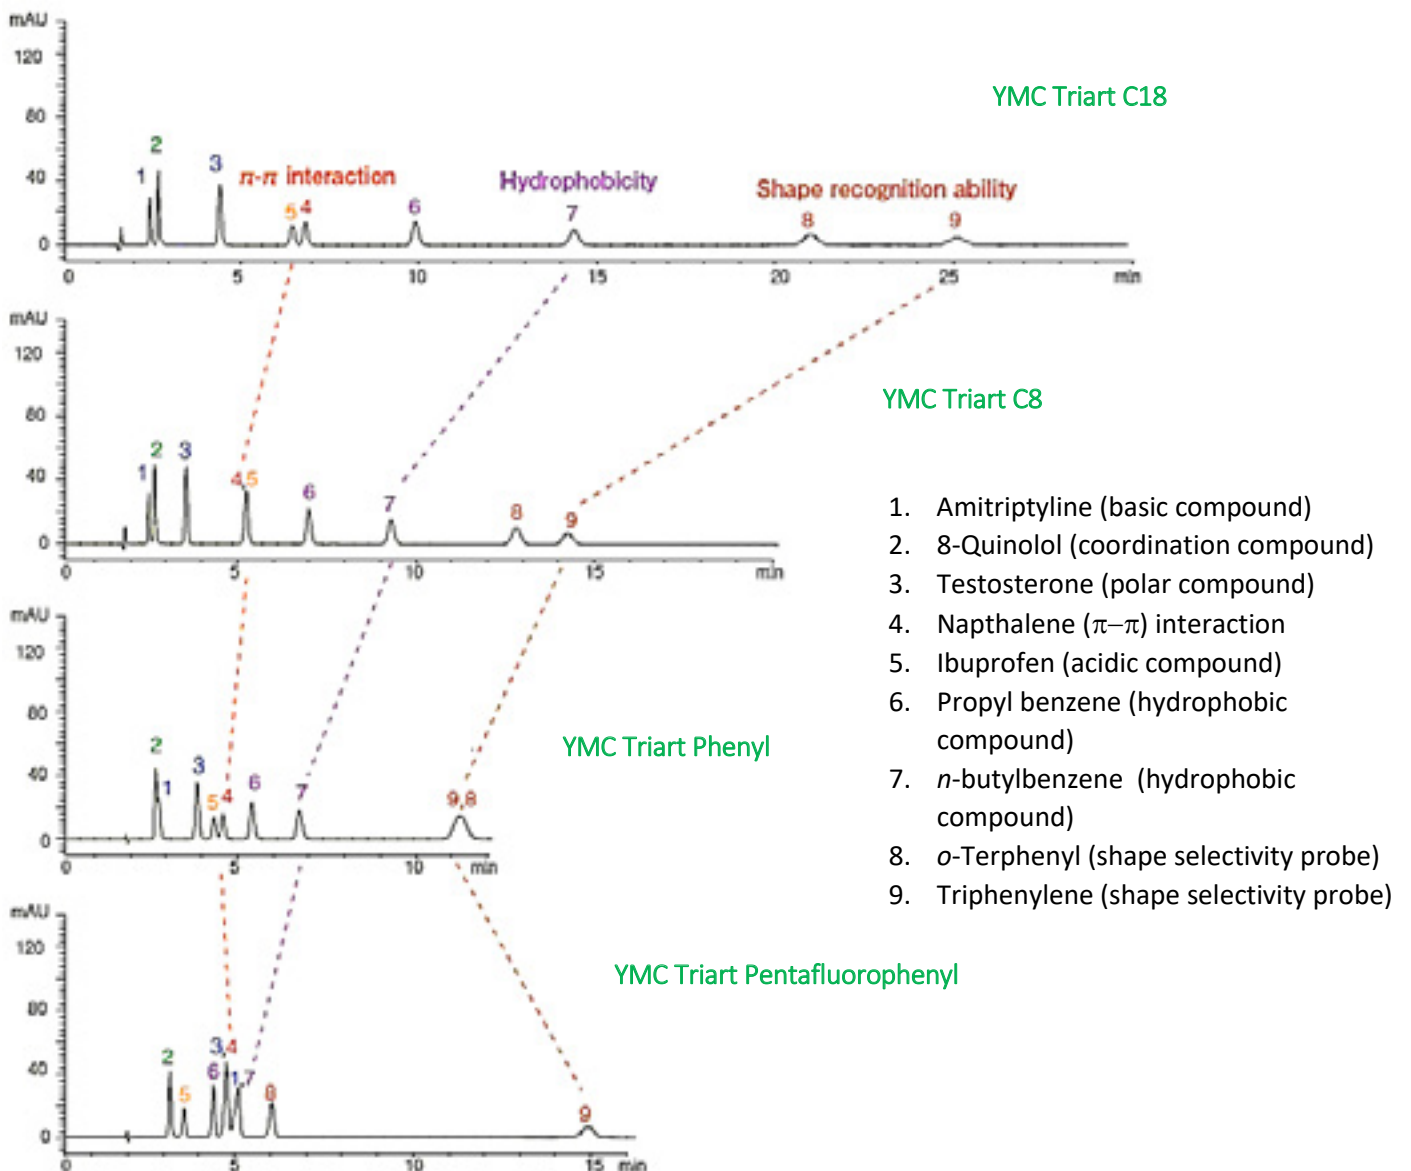 mAU
120
80
40
0
YMC Triart C18
1
2
3
π-π interaction
5 4
6
Hydrophobicity
7
Shape recognition ability
8
9
0 5 10 15 20 25 min
mAU
120
80
40
0
YMC Triart C8
1
2
3
4 5
6
7
8
9
0 5 10 15 min
1. Amitriptyline (basic compound)
2. 8-Quinolol (coordination compound)
3. Testosterone (polar compound)
4. Napthalene (π–π) interaction
5. Ibuprofen (acidic compound)
6. Propyl benzene (hydrophobic
compound)
7. n-butylbenzene (hydrophobic
compound)
8. o-Terphenyl (shape selectivity probe)
9. Triphenylene (shape selectivity probe)
mAU
120
80
40
0
YMC Triart Phenyl
2
1
3
5 4
6
7
9,8
0 5 10 min
mAU
120
80
40
0
YMC Triart Pentafluorophenyl
2
5
6
3,4
1,7
8
9
0 5 10 15 min